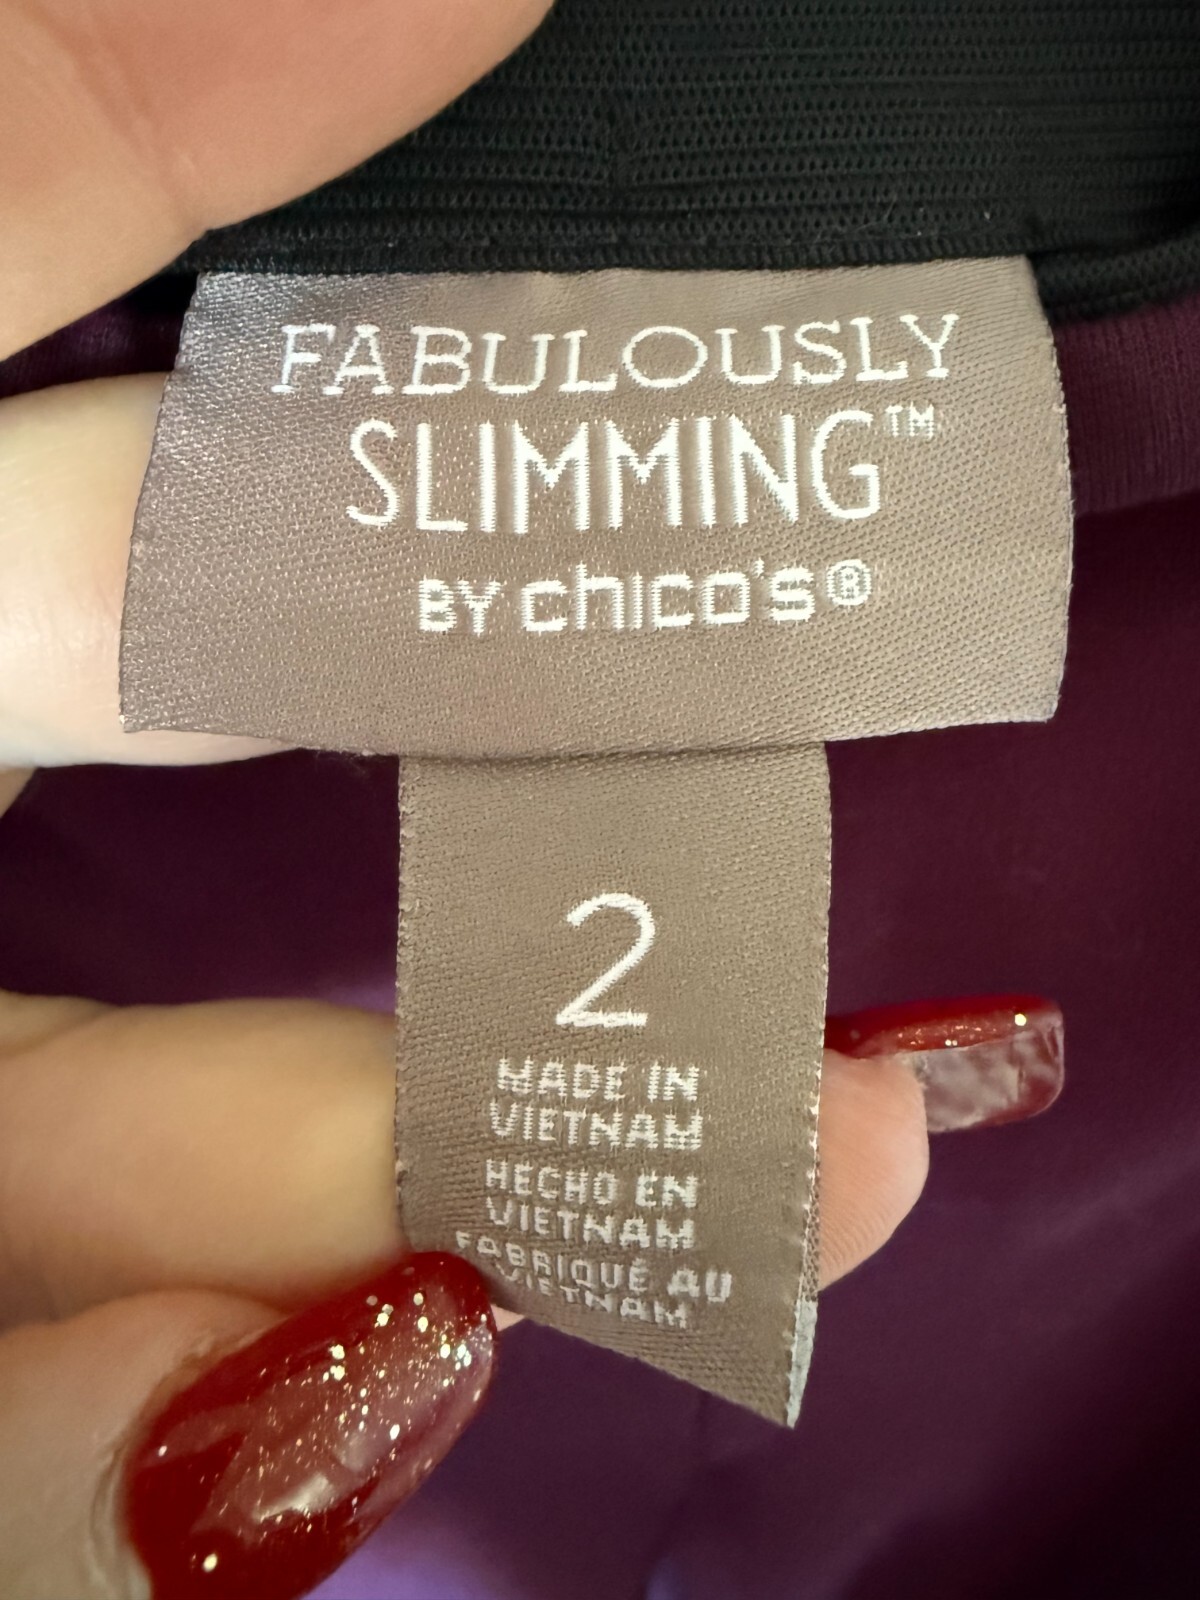 FABULOUSLY
SLIMMING™
BY chico's®
2
MADE IN
VIETNAM
HECHO EN
VIETNAM
FABRIQUÉ AU
VIETNAM